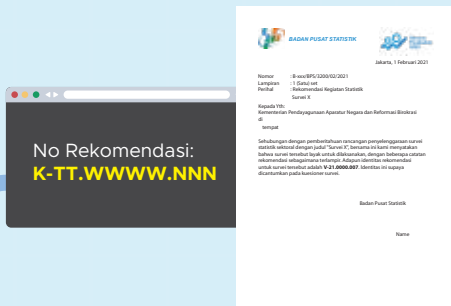 No Rekomendasi:
K-TT.WWWW.NNN
BADAN PUSAT STATISTIK
Jakarta, 1 Februari 2021
Nomor : B-xxx/BPS/3200/02/2021
Lampiran : 1 (Satu) set
Perihal : Rekomendasi Kegiatan Statistik
Survei X
Kepada Yth:
Kementerian Pendayagunaan Aparatur Negara dan Reformasi Birokrasi
di
tempat
Sehubungan dengan pemberitahuan rancangan penyelenggaraan survei
statistik sektoral dengan judul "Survei X", bersama ini kami menyatakan
bahwa survei tersebut layak untuk dilaksanakan, dengan beberapa catatan
rekomendasi sebagaimana terlampir. Adapun identitas rekomendasi
untuk survei tersebut adalah V-21.0000.007. Identitas ini supaya
dicantumkan pada kuesioner survei.
Badan Pusat Statistik
Name